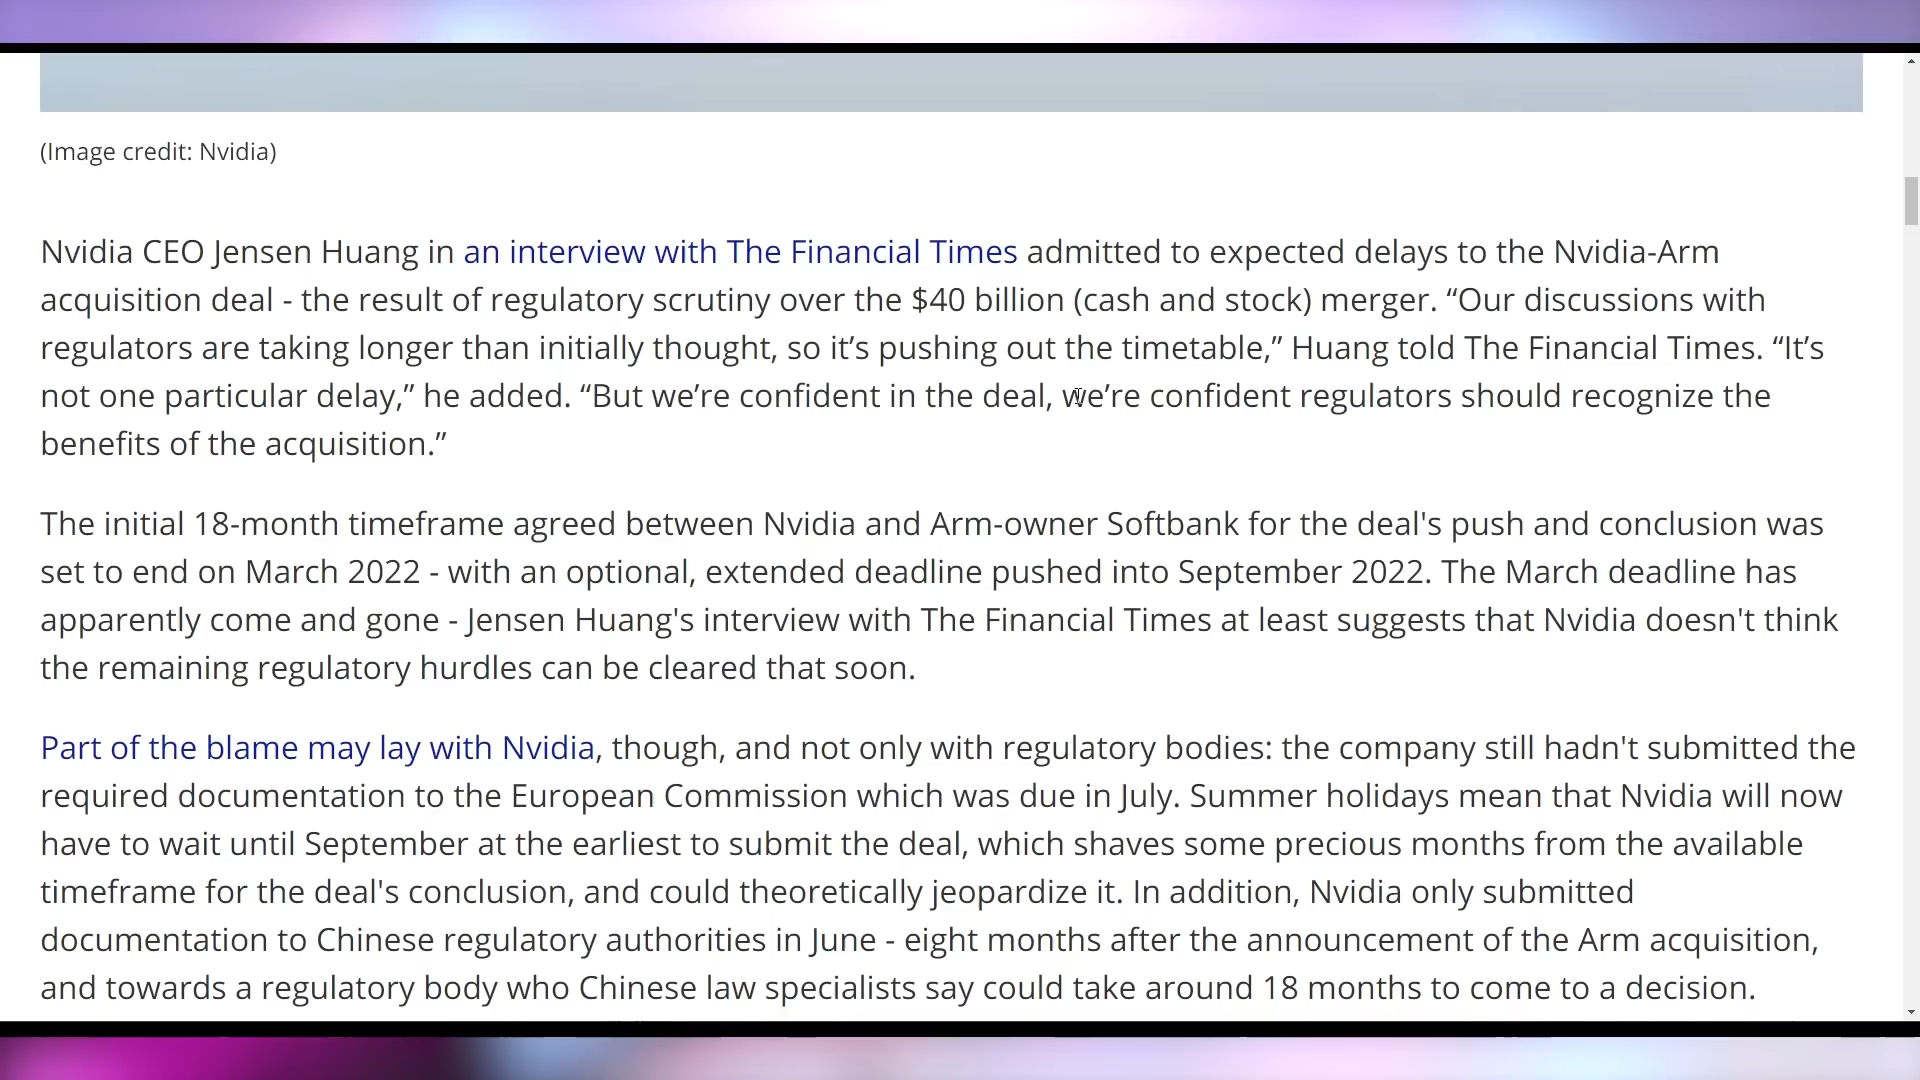 (Image credit: Nvidia)
Nvidia CEO Jensen Huang in an interview with The Financial Times admitted to expected delays to the Nvidia-Arm
acquisition deal - the result of regulatory scrutiny over the $40 billion (cash and stock) merger. “Our discussions with
regulators are taking longer than initially thought, so it’s pushing out the timetable,” Huang told The Financial Times. “It’s
not one particular delay,” he added. “But we’re confident in the deal, we’re confident regulators should recognize the
benefits of the acquisition.”
The initial 18-month timeframe agreed between Nvidia and Arm-owner Softbank for the deal's push and conclusion was
set to end on March 2022 - with an optional, extended deadline pushed into September 2022. The March deadline has
apparently come and gone - Jensen Huang's interview with The Financial Times at least suggests that Nvidia doesn't think
the remaining regulatory hurdles can be cleared that soon.
Part of the blame may lay with Nvidia, though, and not only with regulatory bodies: the company still hadn't submitted the
required documentation to the European Commission which was due in July. Summer holidays mean that Nvidia will now
have to wait until September at the earliest to submit the deal, which shaves some precious months from the available
timeframe for the deal's conclusion, and could theoretically jeopardize it. In addition, Nvidia only submitted
documentation to Chinese regulatory authorities in June - eight months after the announcement of the Arm acquisition,
and towards a regulatory body who Chinese law specialists say could take around 18 months to come to a decision.